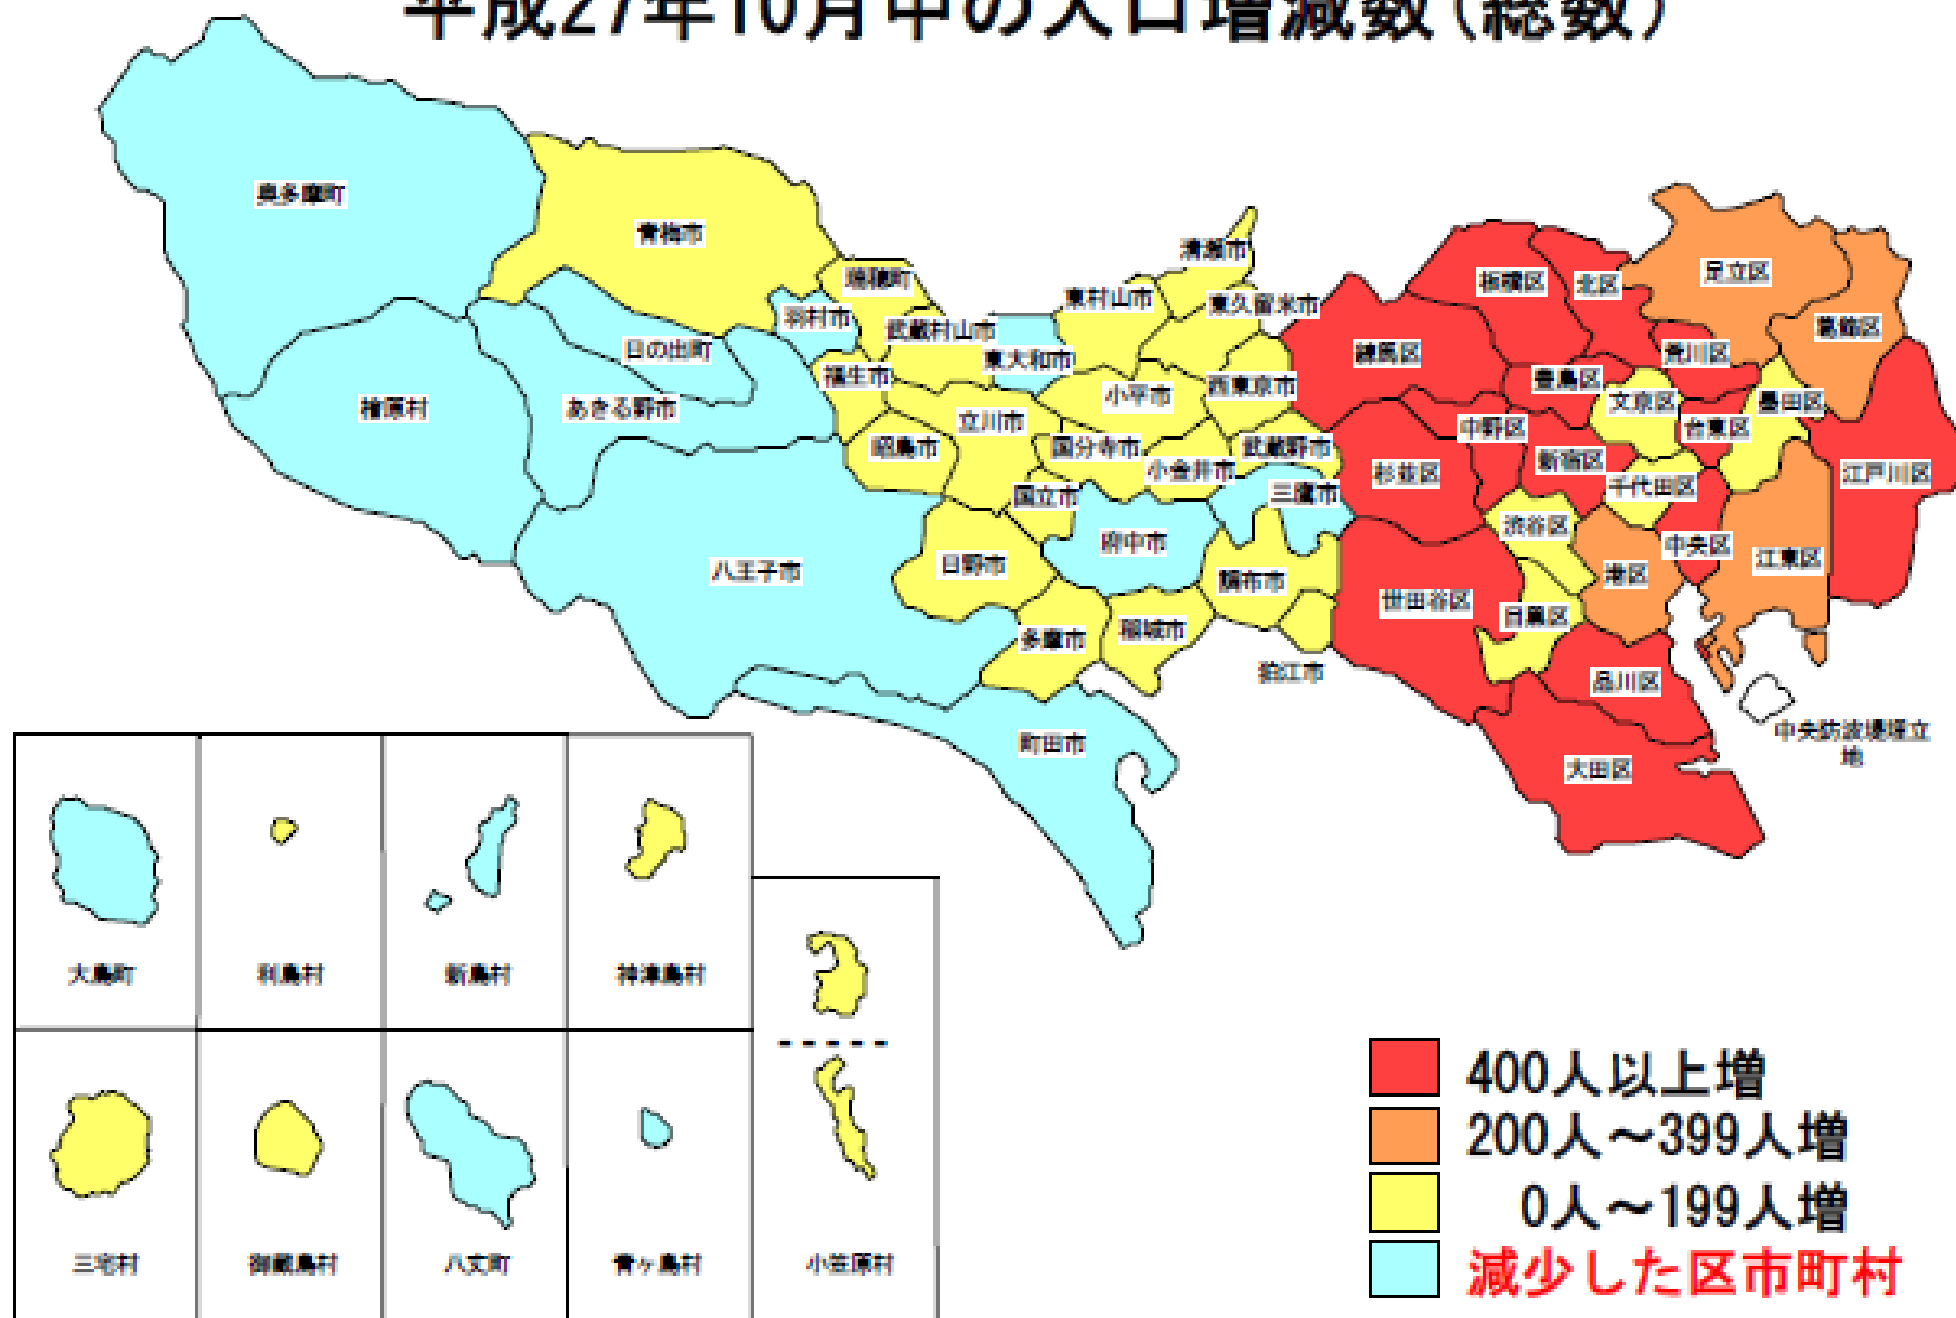 平成27年10月中の人口増減数(総数)
奥多摩町
青梅市
瑞穂町
羽村市
日の出町
檜原村
あきる野市
福生市
武蔵村山市
東大和市
東村山市
清瀬市
東久留米市
小平市
西東京市
立川市
昭島市
国分寺市
小金井市
武蔵野市
国立市
三鷹市
府中市
八王子市
日野市
調布市
多摩市
稲城市
狛江市
町田市
板橋区
北区
足立区
葛飾区
練馬区
豊島区
荒川区
文京区
台東区
墨田区
中野区
杉並区
新宿区
千代田区
江戸川区
渋谷区
中央区
江東区
港区
世田谷区
目黒区
品川区
大田区
中央防波堤埋立
地
大島町
利島村
新島村
神津島村
三宅村
御蔵島村
八丈町
青ヶ島村
小笠原村
400人以上増
200人～399人増
0人～199人増
減少した区市町村